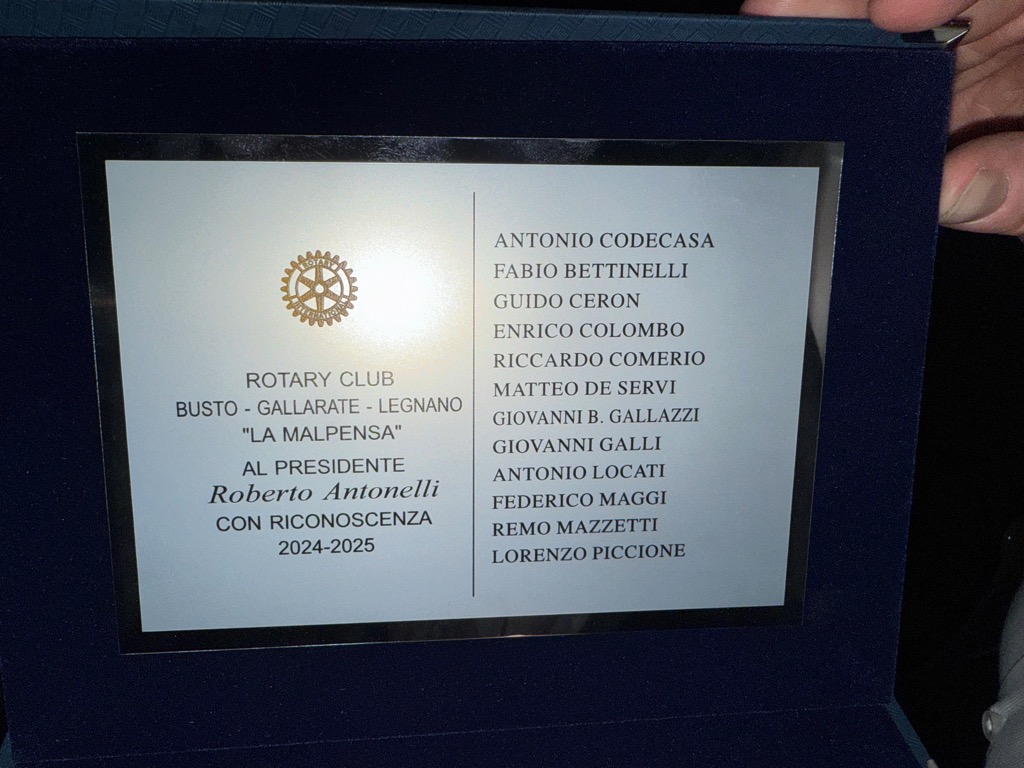 ROTARY
INTERNATIONAL
ROTARY CLUB
BUSTO - GALLARATE - LEGNANO
"LA MALPENSA"
AL PRESIDENTE
Roberto Antonelli
CON RICONOSCENZA
2024-2025
ANTONIO CODECASA
FABIO BETTINELLI
GUIDO CERON
ENRICO COLOMBO
RICCARDO COMERIO
MATTEO DE SERVI
GIOVANNI B. GALLAZZI
GIOVANNI GALLI
ANTONIO LOCATI
FEDERICO MAGGI
REMO MAZZETTI
LORENZO PICCIONE